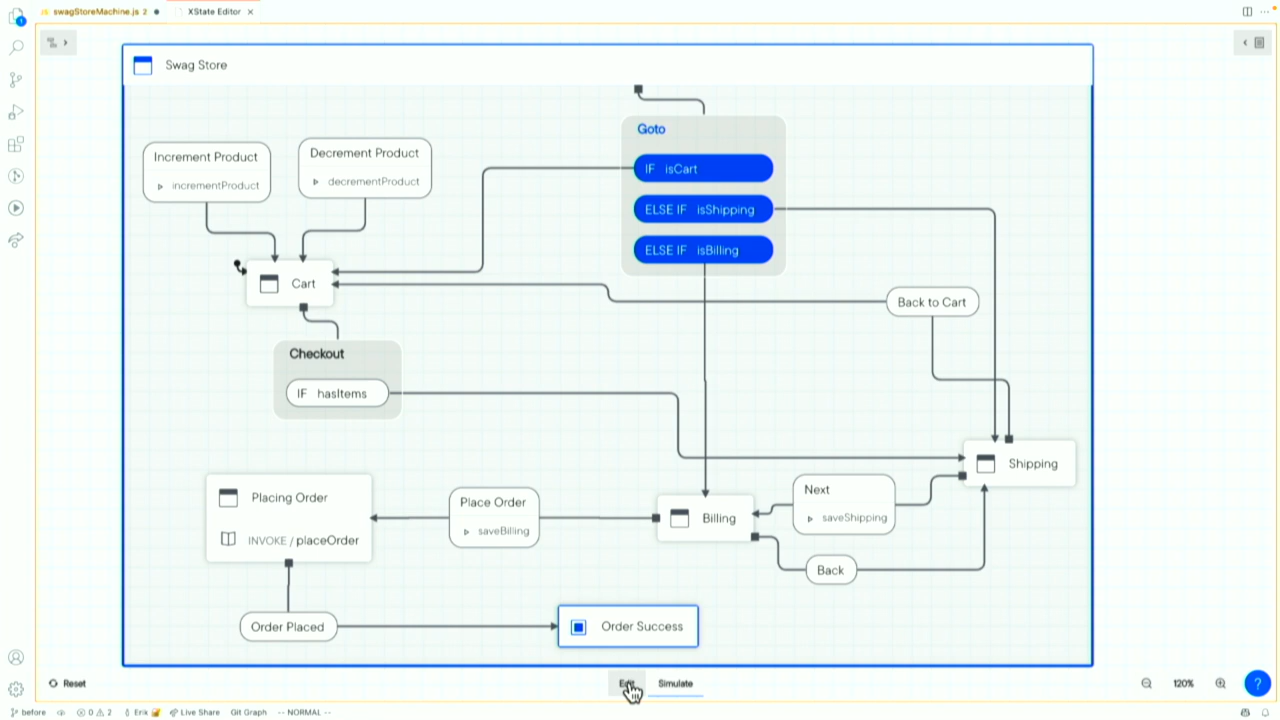 swagStoreMachine.js 2
XState Editor
Swag Store
Goto
IF isCart
ELSE IF isShipping
ELSE IF isBilling
Increment Product
incrementProduct
Decrement Product
decrementProduct
Cart
Back to Cart
Checkout
IF hasItems
Shipping
Next
saveShipping
Placing Order
INVOKE / placeOrder
Place Order
saveBilling
Billing
Back
Order Placed
Order Success
Reset
Simulate
120%
?
before
0 2
Erik
Live Share
Git Graph
-- NORMAL --